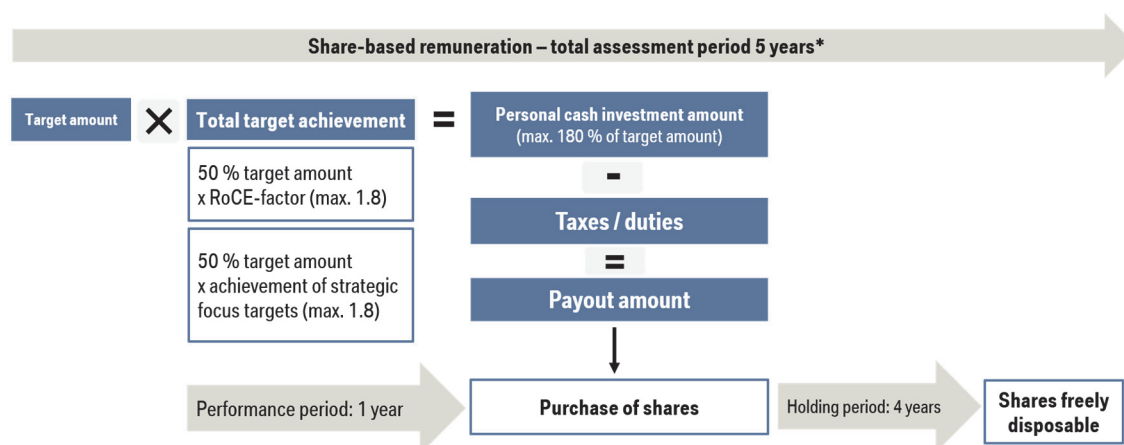 Share-based remuneration – total assessment period 5 years*
Target amount
×
Total target achievement
=
Personal cash investment amount
(max. 180 % of target amount)
50 % target amount
x RoCE-factor (max. 1.8)
-
Taxes / duties
50 % target amount
x achievement of strategic
focus targets (max. 1.8)
=
Payout amount
Performance period: 1 year
Purchase of shares
Holding period: 4 years
Shares freely
disposable